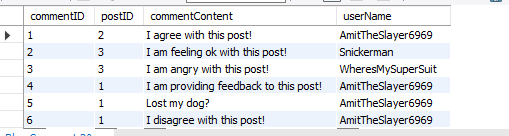 commentID postID commentContent userName
1 2 I agree with this post! AmitTheSlayer6969
2 3 I am feeling ok with this post! Snickerman
3 3 I am angry with this post! WheresMySuperSuit
4 1 I am providing feedback to this post! AmitTheSlayer6969
5 1 Lost my dog? AmitTheSlayer6969
6 1 I disagree with this post! AmitTheSlayer6969